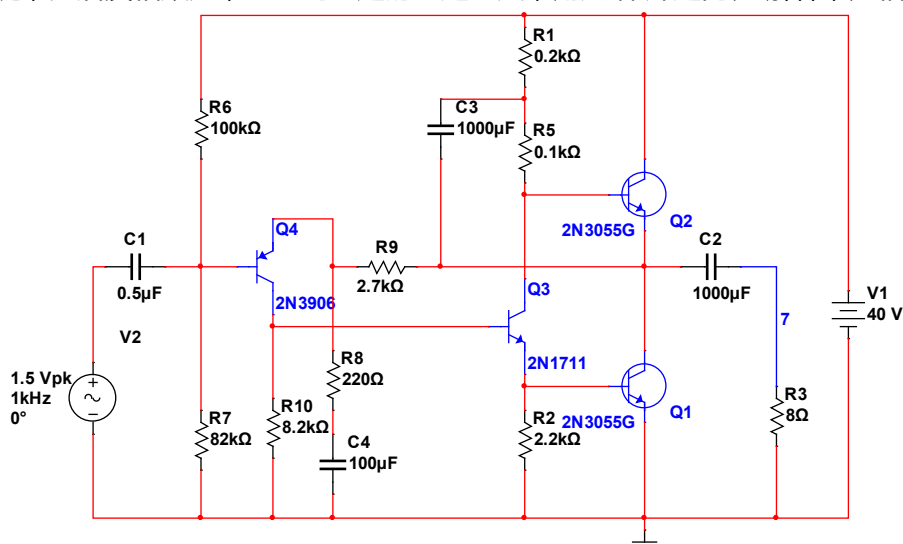 R1
0.2kΩ
R6
100kΩ
C3
1000µF
R5
0.1kΩ
Q4
2N3055G
Q2
C1
0.5µF
R9
2.7kΩ
C2
1000µF
2N3906
Q3
V1
40 V
7
V2
2N1711
R8
220Ω
1.5 Vpk
1kHz
0°
2N3055G
Q1
R3
8Ω
R7
82kΩ
R10
8.2kΩ
R2
2.2kΩ
C4
100µF